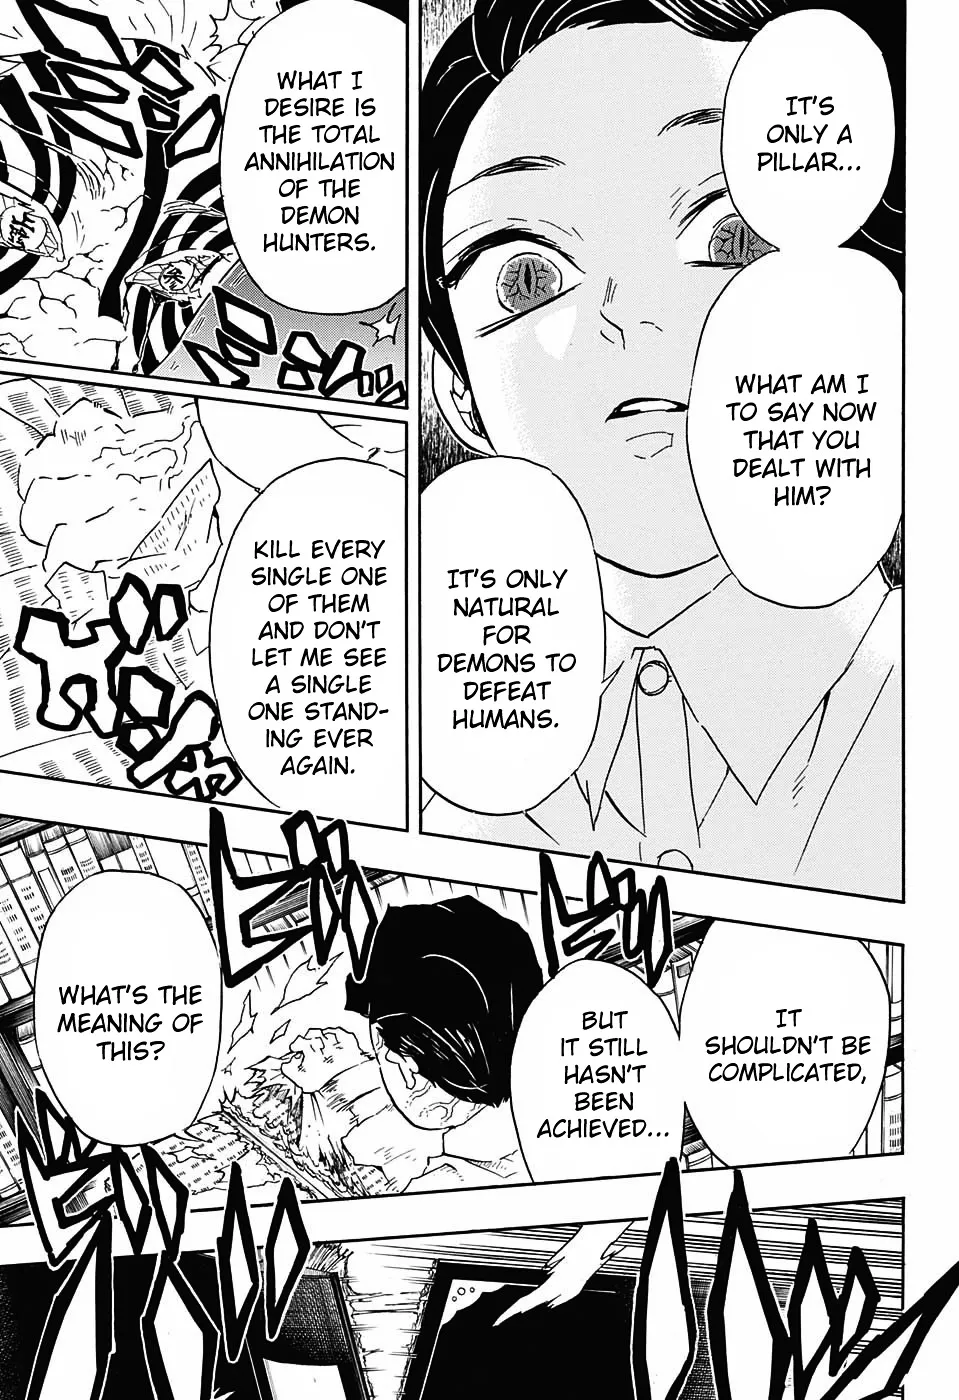 IT'S
ONLY A
PILLAR...
WHAT AM I
TO SAY NOW
THAT YOU
DEALT WITH
HIM?
IT'S ONLY
NATURAL
FOR
DEMONS TO
DEFEAT
HUMANS.
WHAT I
DESIRE IS
THE TOTAL
ANNIHILATION
OF THE
DEMON
HUNTERS.
KILL EVERY
SINGLE ONE
OF THEM
AND DON'T
LET ME SEE
A SINGLE
ONE STAND-
ING EVER
AGAIN.
IT
SHOULDN'T BE
COMPLICATED,
BUT
IT STILL
HASN'T
BEEN
ACHIEVED...
WHAT'S THE
MEANING OF
THIS?